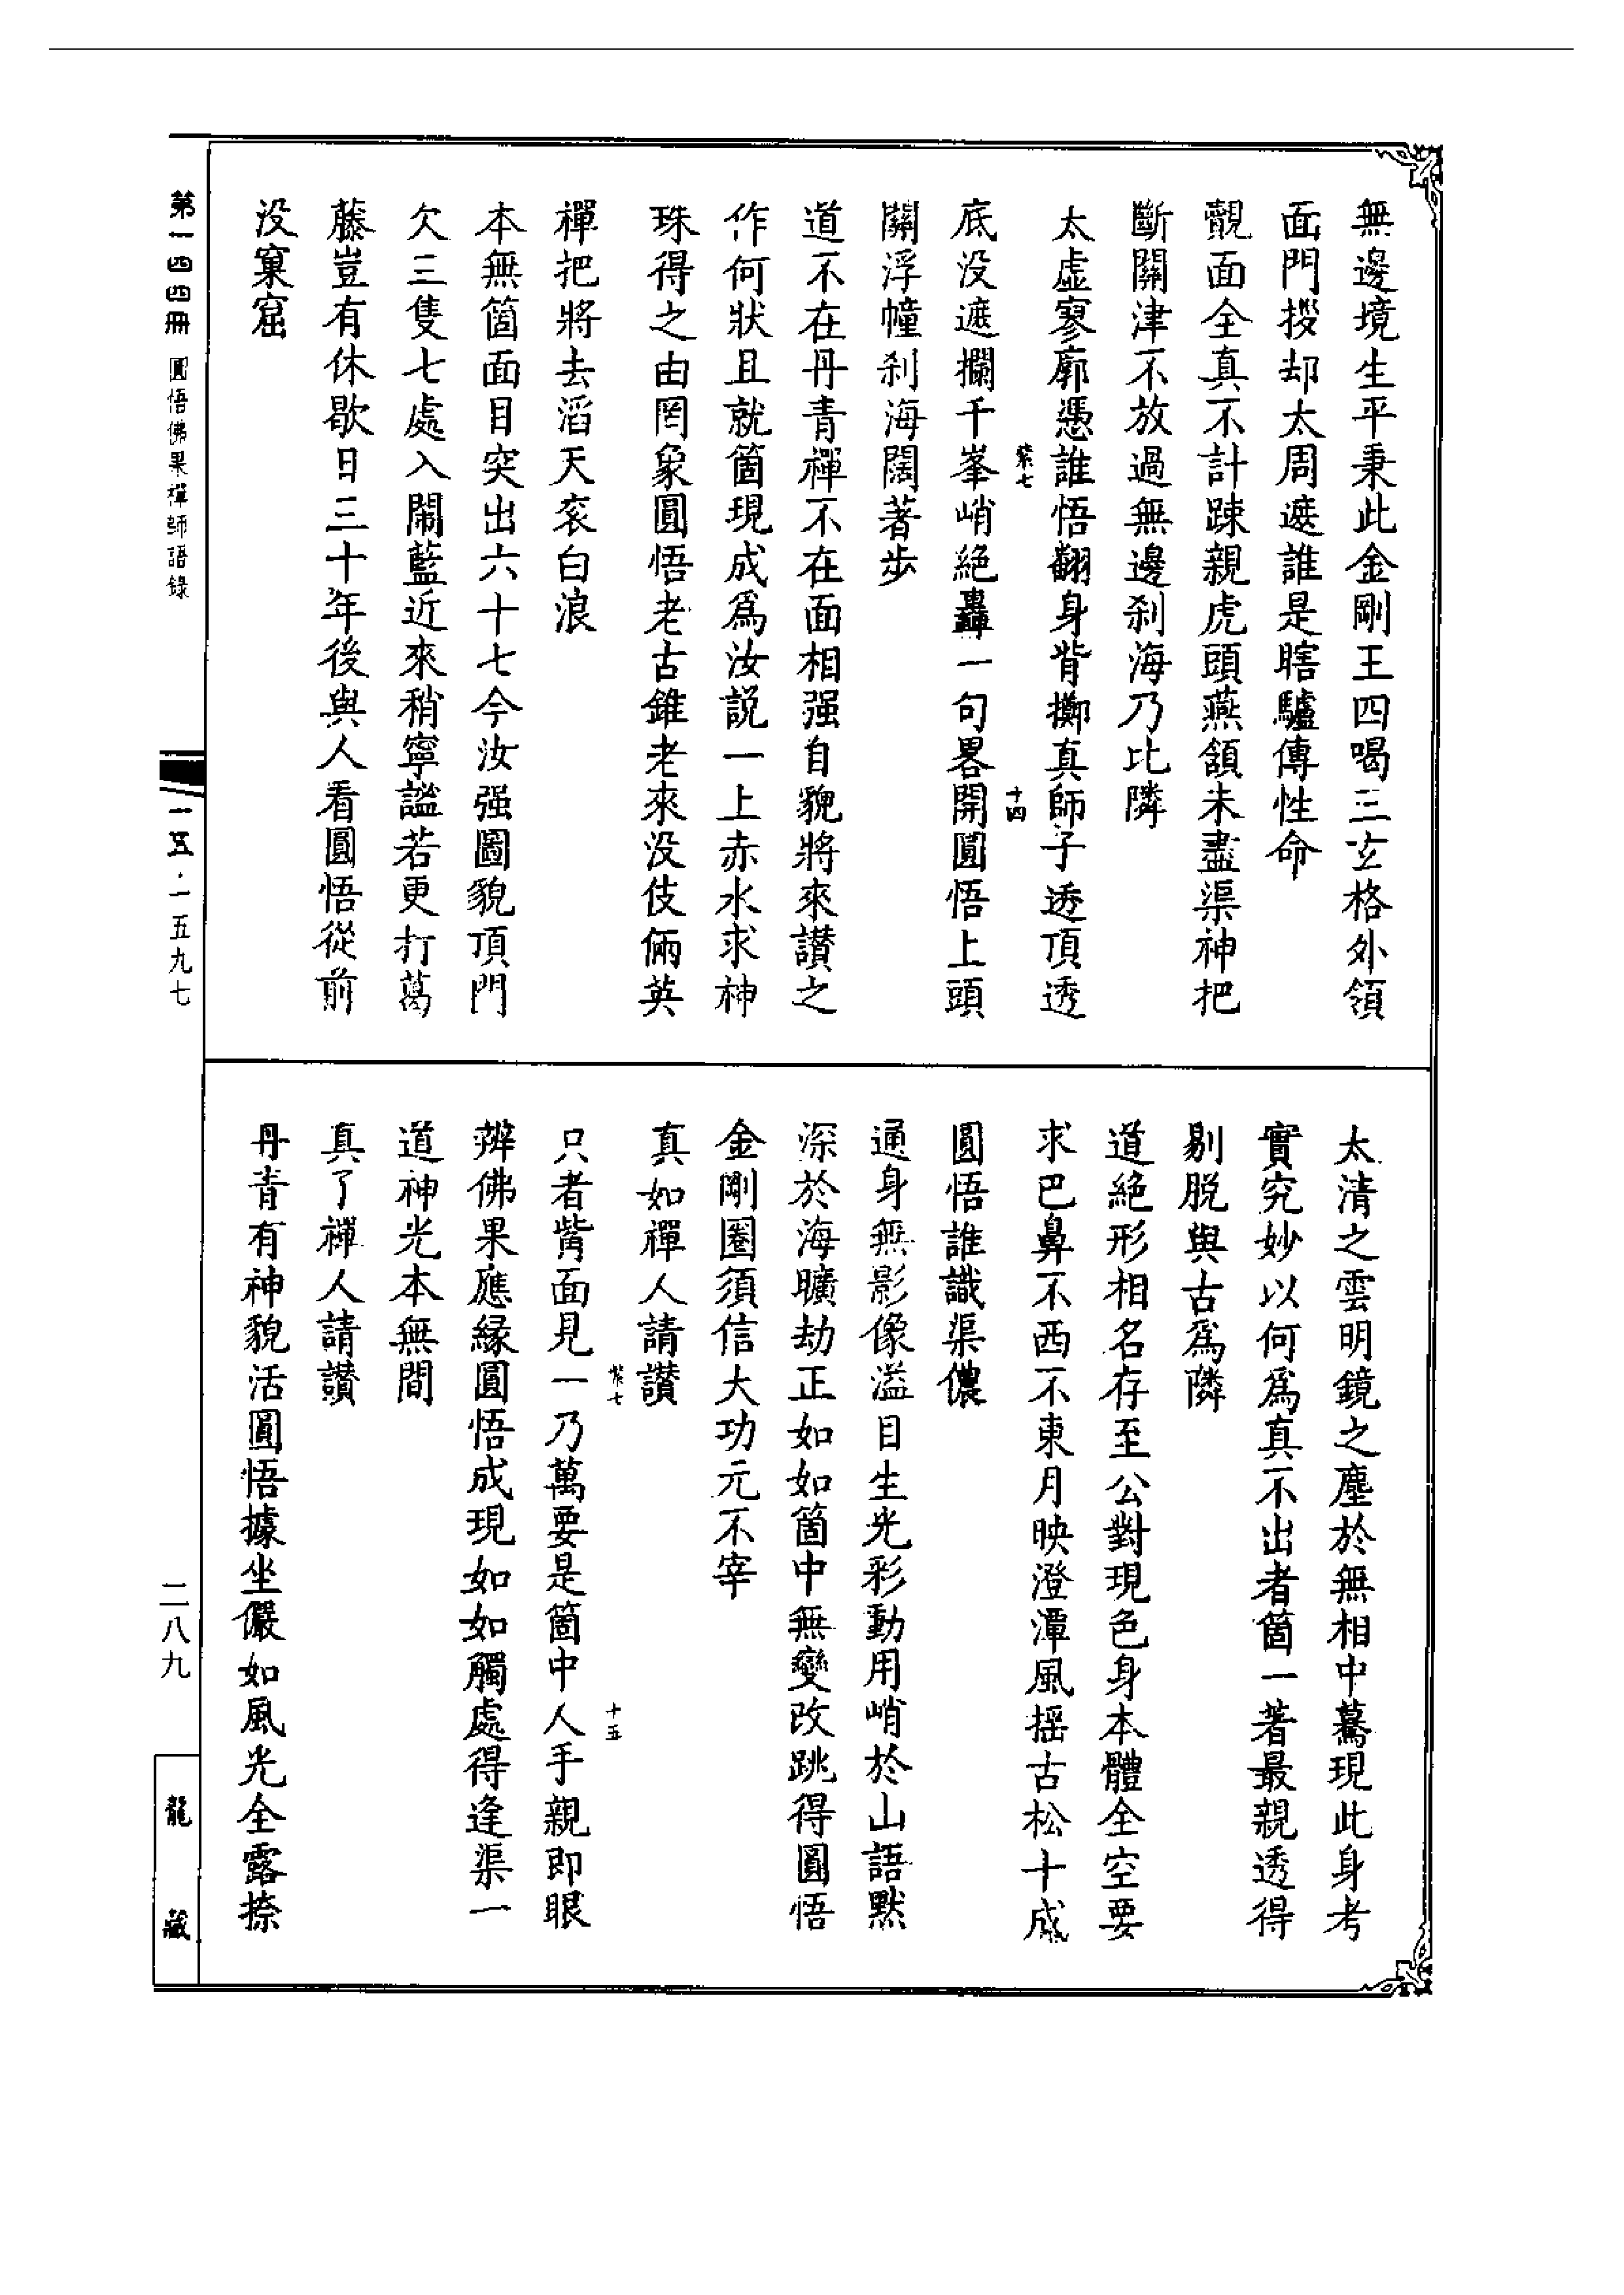 無邊境生平秉此金剛王四喝三玄格外領
面門拶却太周遮誰是瞎驢傳性命
覿面全真不計踈親虎頭燕頷未盡渠神把
斷關津不放過無邊刹海乃比隣
太虛寥廓憑誰悟翻身背擲真師子透頂透
紫七
十四
底没遮攔千峯峭絶轟一句畧開圓悟上頭
關浮幢刹海闊著步
道不在丹青禪不在面相强自貌將來讃之
作何狀且就箇現成爲汝説一上赤水求神
珠得之由罔象圓悟老古錐老來没伎倆英
禪把將去滔天衮白浪
本無箇面目突出六十七今汝强圖貌頂門
欠三隻七處入鬧藍近來稍寧謐若更打葛
藤豈有休歇日三十年後與人看圓悟從前
没窠窟
太清之雲明鏡之塵於無相中驀現此身考
實究妙以何爲真不出者箇一著最親透得
剔脱與古爲隣
道絶形相名存至公對現色身本體全空要
求巴鼻不西不東月映澄潭風摇古松十成
圓悟誰識渠儂
通身無影像溢目生光彩動用峭於山語默
深於海曠劫正如如箇中無變改跳得圓悟
金剛圈須信大功元不宰
真如禪人請讃
紫七
十五
只者觜面見一乃萬要是箇中人手親即眼
辨佛果應緣圓悟成現如如觸處得逢渠一
道神光本無間
真了禪人請讃
丹青有神貌活圓悟據坐儼如風光全露捺
第一四四冊 圓悟佛果禪師語錄
一五·一五九七
二八九
龍藏